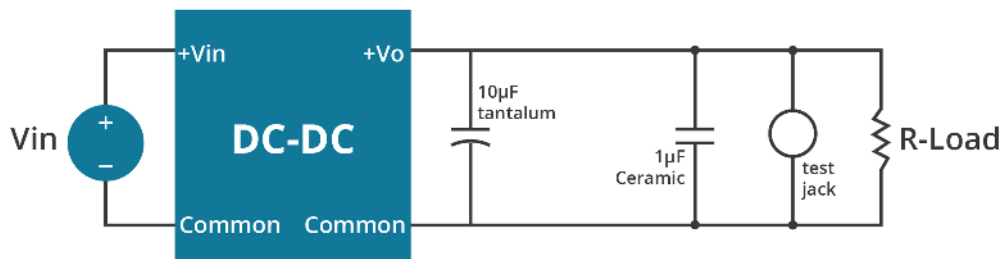 +Vin
+Vo
10µF
tantalum
Vin
+
−
DC-DC
1µF
Ceramic
test
jack
R-Load
Common
Common